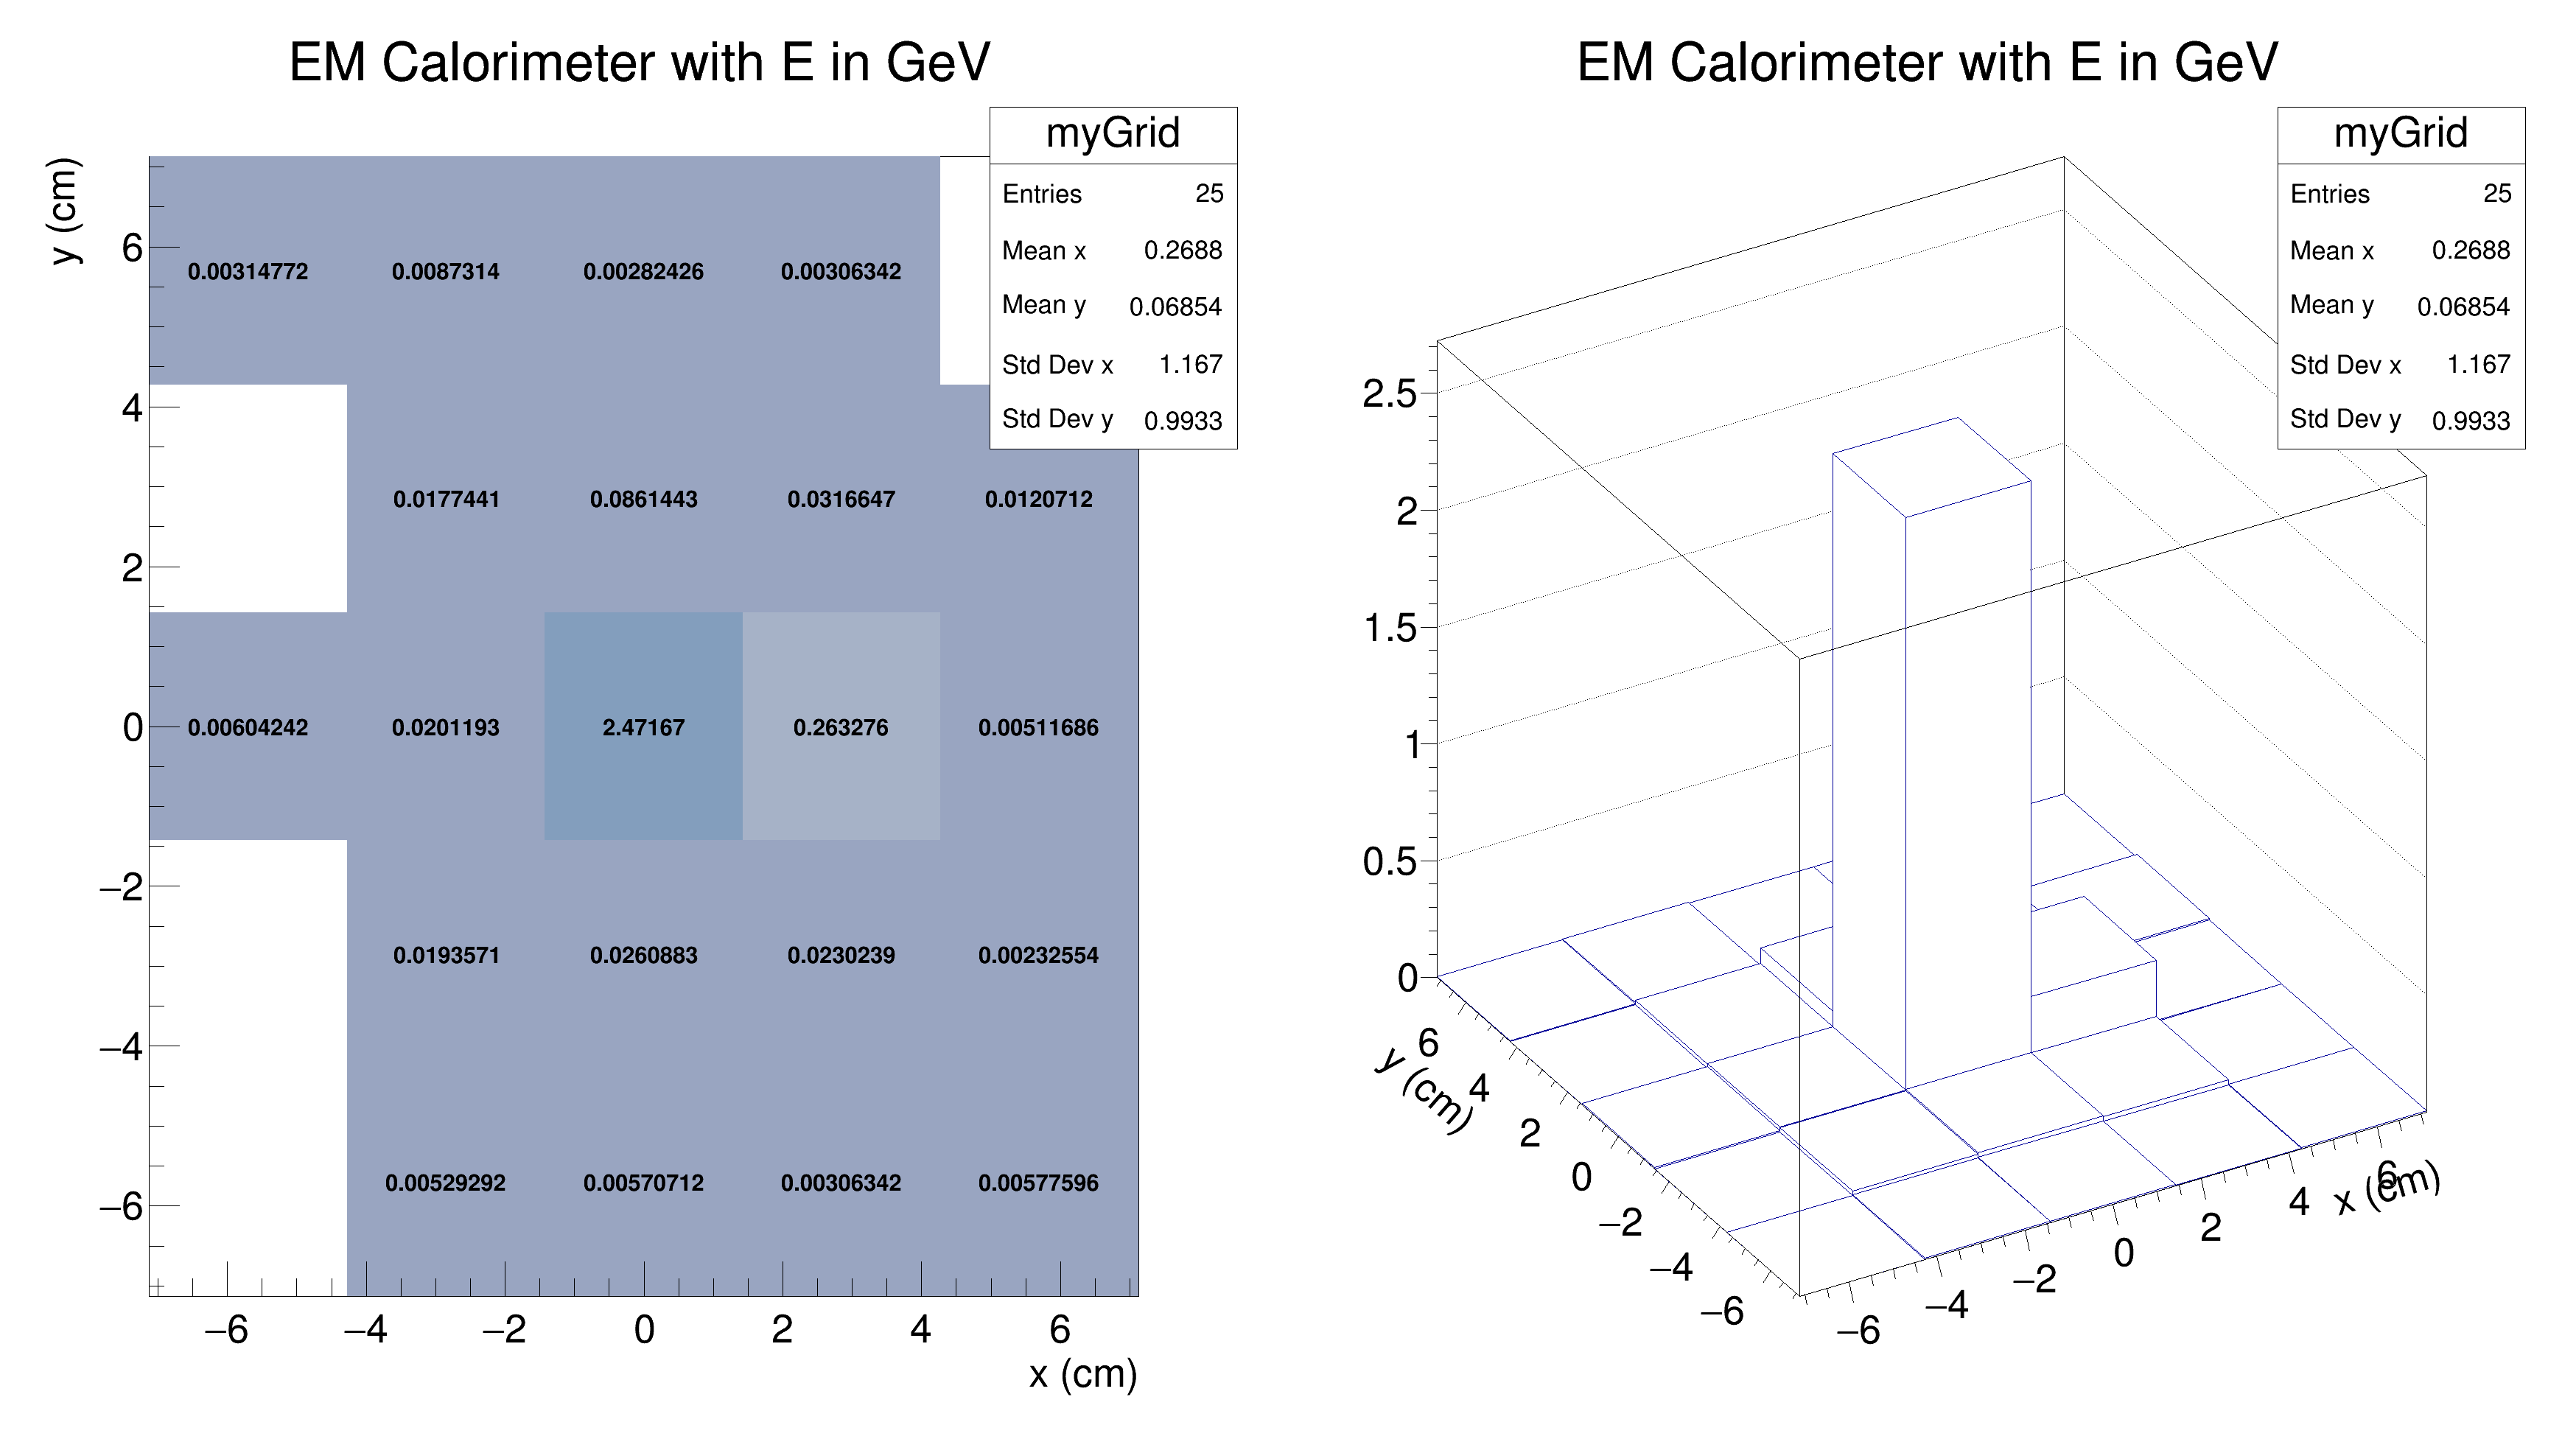 EM Calorimeter with E in GeV
myGrid
Entries 25
Mean x 0.2688
Mean y 0.06854
Std Dev x 1.167
Std Dev y 0.9933
y (cm)
6
4
2
0
−2
−4
−6
0.00314772 0.0087314 0.00282426 0.00306342
0.0177441 0.0861443 0.0316647 0.0120712
0.00604242 0.0201193 2.47167 0.263276 0.00511686
0.0193571 0.0260883 0.0230239 0.00232554
0.00529292 0.00570712 0.00306342 0.00577596
−6 −4 −2 0 2 4 6
x (cm)
EM Calorimeter with E in GeV
myGrid
Entries 25
Mean x 0.2688
Mean y 0.06854
Std Dev x 1.167
Std Dev y 0.9933
2.5
2
1.5
1
0.5
0
6
4
2
0
−2
−4
−6
y (cm)
−6 −4 −2 0 2 4 6
x (cm)